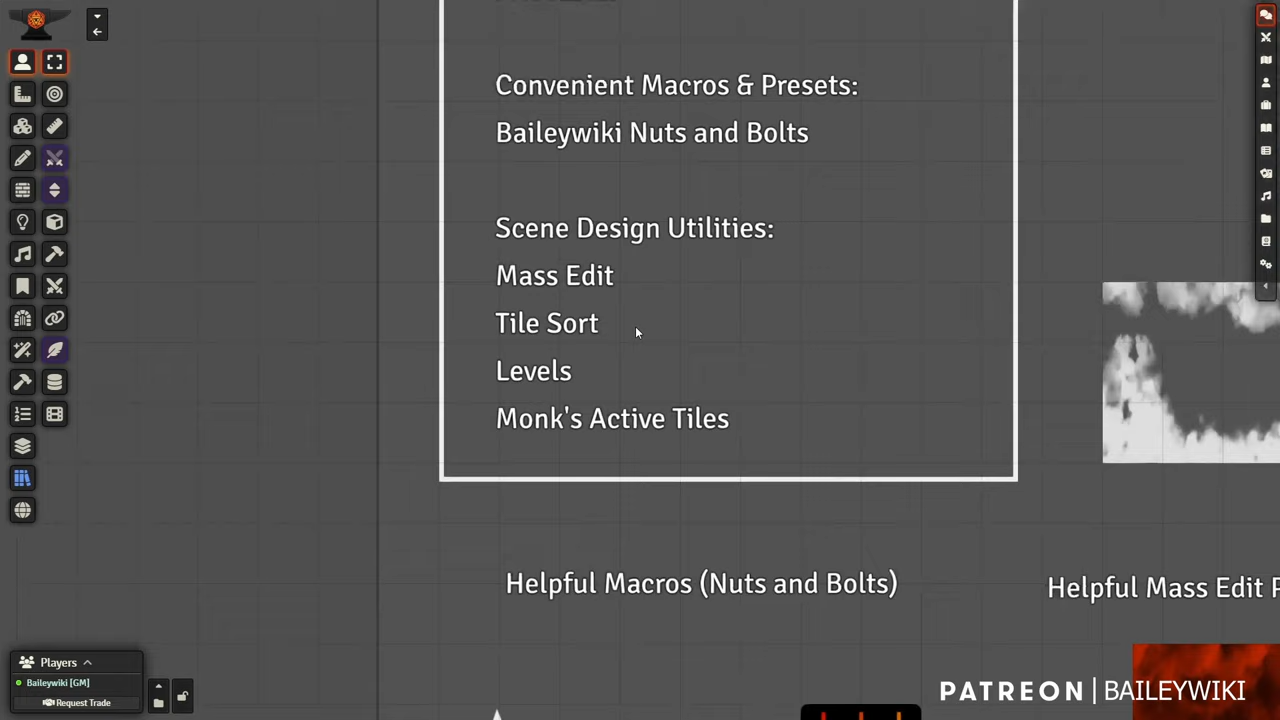 Convenient Macros & Presets:
Baileywiki Nuts and Bolts
Scene Design Utilities:
Mass Edit
Tile Sort
Levels
Monk's Active Tiles
Helpful Macros (Nuts and Bolts)
Helpful Mass Edit P
Players
Baileywiki [GM]
Request Trade
PATREON | BAILEYWIKI